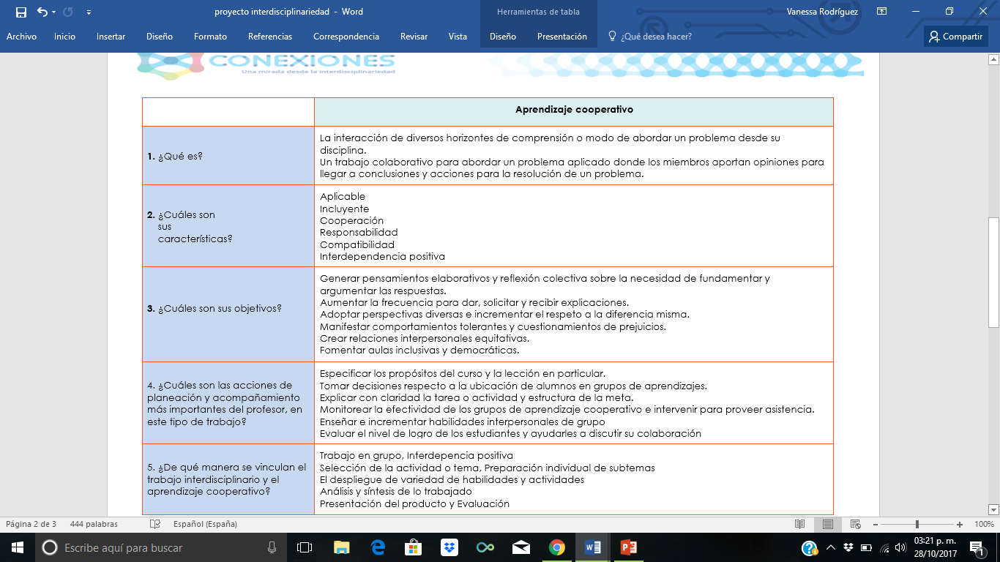 proyecto interdisciplinariedad - Word
Herramientas de tabla
Vanessa Rodríguez
Archivo Inicio Insertar Diseño Formato Referencias Correspondencia Revisar Vista Diseño Presentación ¿Qué desea hacer? Compartir
CONEXIONES
Una mirada desde la interdisciplinariedad
Aprendizaje cooperativo
1. ¿Qué es?
La interacción de diversos horizontes de comprensión o modo de abordar un problema desde su
disciplina.
Un trabajo colaborativo para abordar un problema aplicado donde los miembros aportan opiniones para
llegar a conclusiones y acciones para la resolución de un problema.
2. ¿Cuáles son
sus
características?
Aplicable
Incluyente
Cooperación
Responsabilidad
Compatibilidad
Interdependencia positiva
3. ¿Cuáles son sus objetivos?
Generar pensamientos elaborativos y reflexión colectiva sobre la necesidad de fundamentar y
argumentar las respuestas.
Aumentar la frecuencia para dar, solicitar y recibir explicaciones.
Adoptar perspectivas diversas e incrementar el respeto a la diferencia misma.
Manifestar comportamientos tolerantes y cuestionamientos de prejuicios.
Crear relaciones interpersonales equitativas.
Fomentar aulas inclusivas y democráticas.
4. ¿Cuáles son las acciones de
planeación y acompañamiento
más importantes del profesor, en
este tipo de trabajo?
Especificar los propósitos del curso y la lección en particular.
Tomar decisiones respecto a la ubicación de alumnos en grupos de aprendizajes.
Explicar con claridad la tarea o actividad y estructura de la meta.
Monitorear la efectividad de los grupos de aprendizaje cooperativo e intervenir para proveer asistencia.
Enseñar e incrementar habilidades interpersonales de grupo
Evaluar el nivel de logro de los estudiantes y ayudarles a discutir su colaboración
5. ¿De qué manera se vinculan el
trabajo interdisciplinario y el
aprendizaje cooperativo?
Trabajo en grupo, Interdepencia positiva
Selección de la actividad o tema, Preparación individual de subtemas
El despliegue de variedad de habilidades y actividades
Análisis y síntesis de lo trabajado
Presentación del producto y Evaluación
Página 2 de 3 444 palabras Español (España) 100%
Escribe aquí para buscar
03:21 p. m.
28/10/2017
1